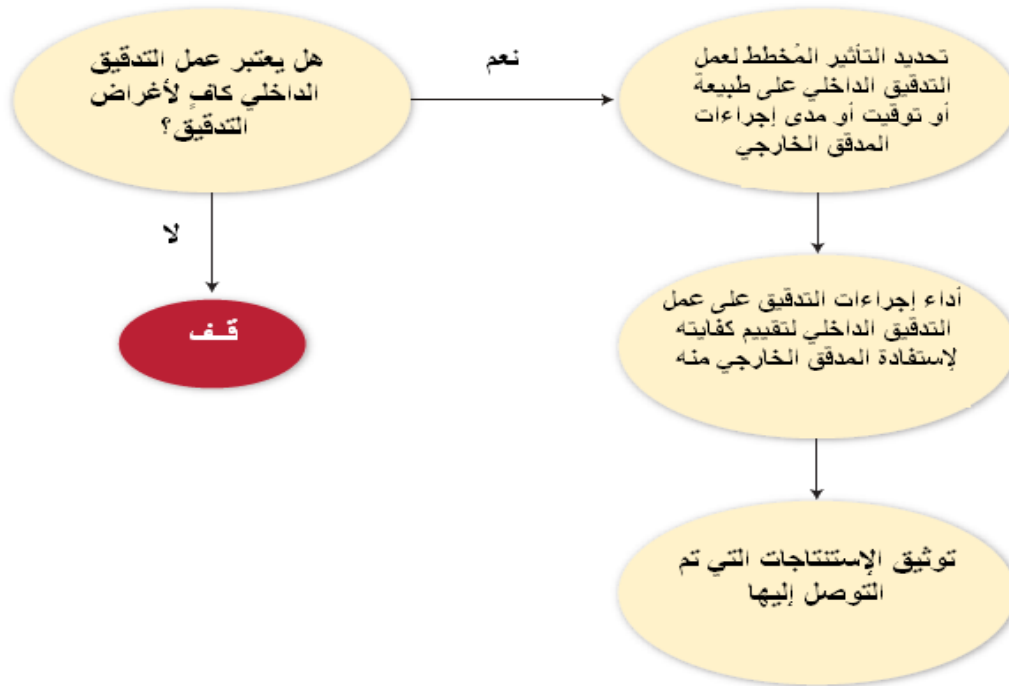 هل يعتبر عمل التدقيق
الداخلي كافٍ لأغراض
التدقيق؟
نعم
تحديد التأثير المُخطط لعمل
التدقيق الداخلي على طبيعة
أو توقيت أو مدى إجراءات
المدقق الخارجي
لا
قــف
أداء إجراءات التدقيق على عمل
التدقيق الداخلي لتقييم كفايته
لإستفادة المدقق الخارجي منه
توثيق الإستنتاجات التي تم
التوصل إليها